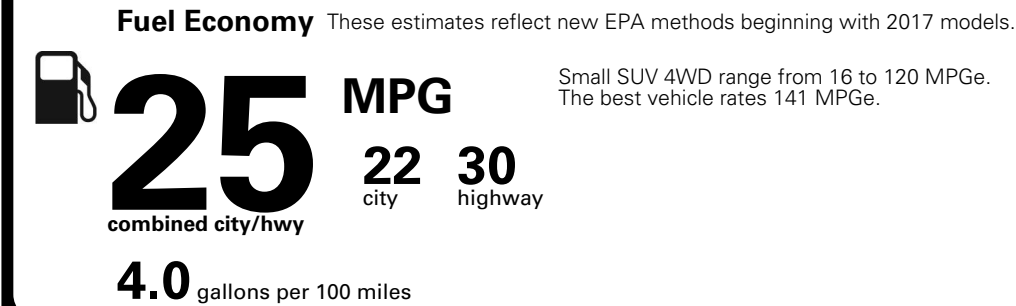 Fuel Economy These estimates reflect new EPA methods beginning with 2017 models.
25 MPG
Small SUV 4WD range from 16 to 120 MPGe.
The best vehicle rates 141 MPGe.
22 30
city highway
combined city/hwy
4.0 gallons per 100 miles